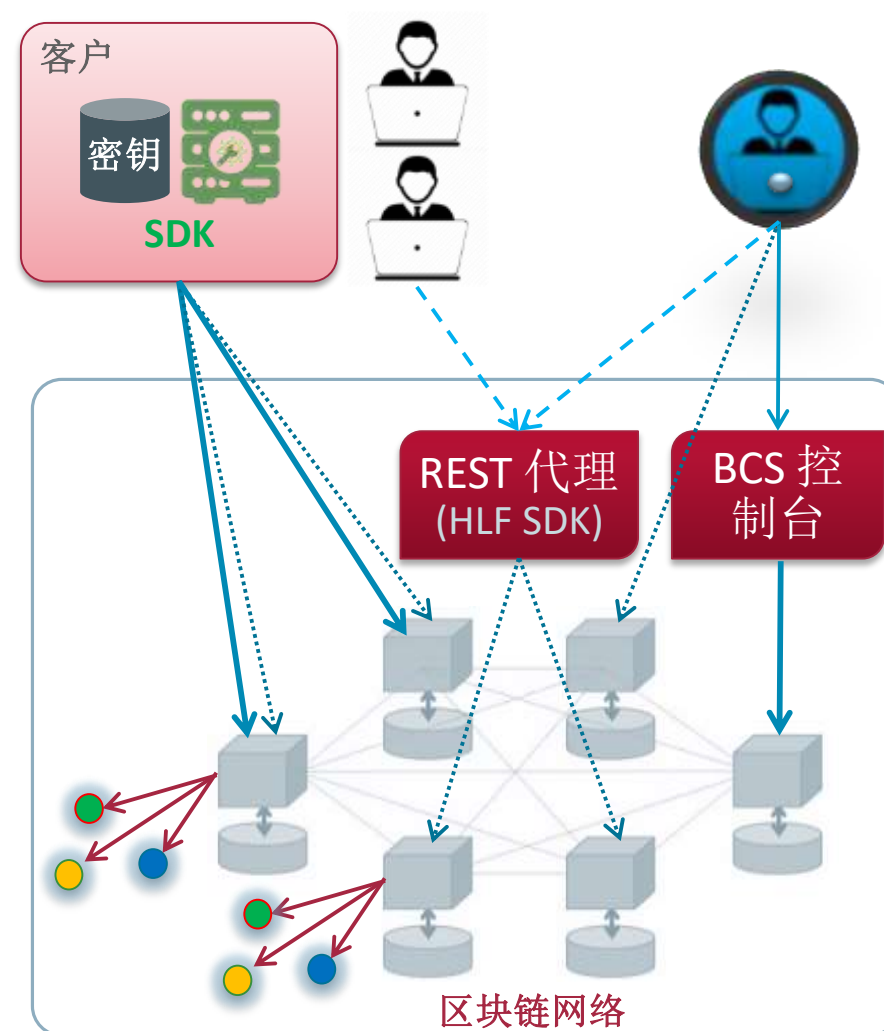 客户
密钥
SDK
REST 代理
(HLF SDK)
BCS 控
制台
区块链网络